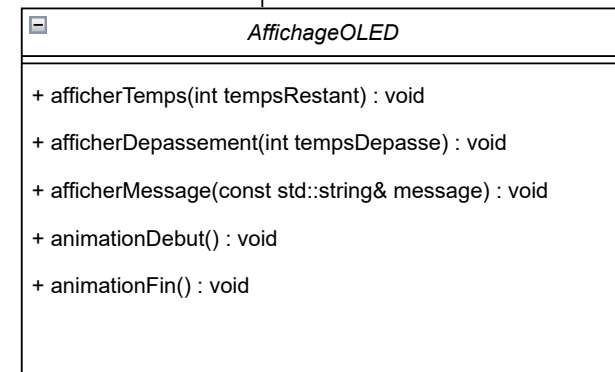 AffichageOLED
+ afficherTemps(int tempsRestant) : void
+ afficherDepassement(int tempsDepasse) : void
+ afficherMessage(const std::string& message) : void
+ animationDebut() : void
+ animationFin() : void